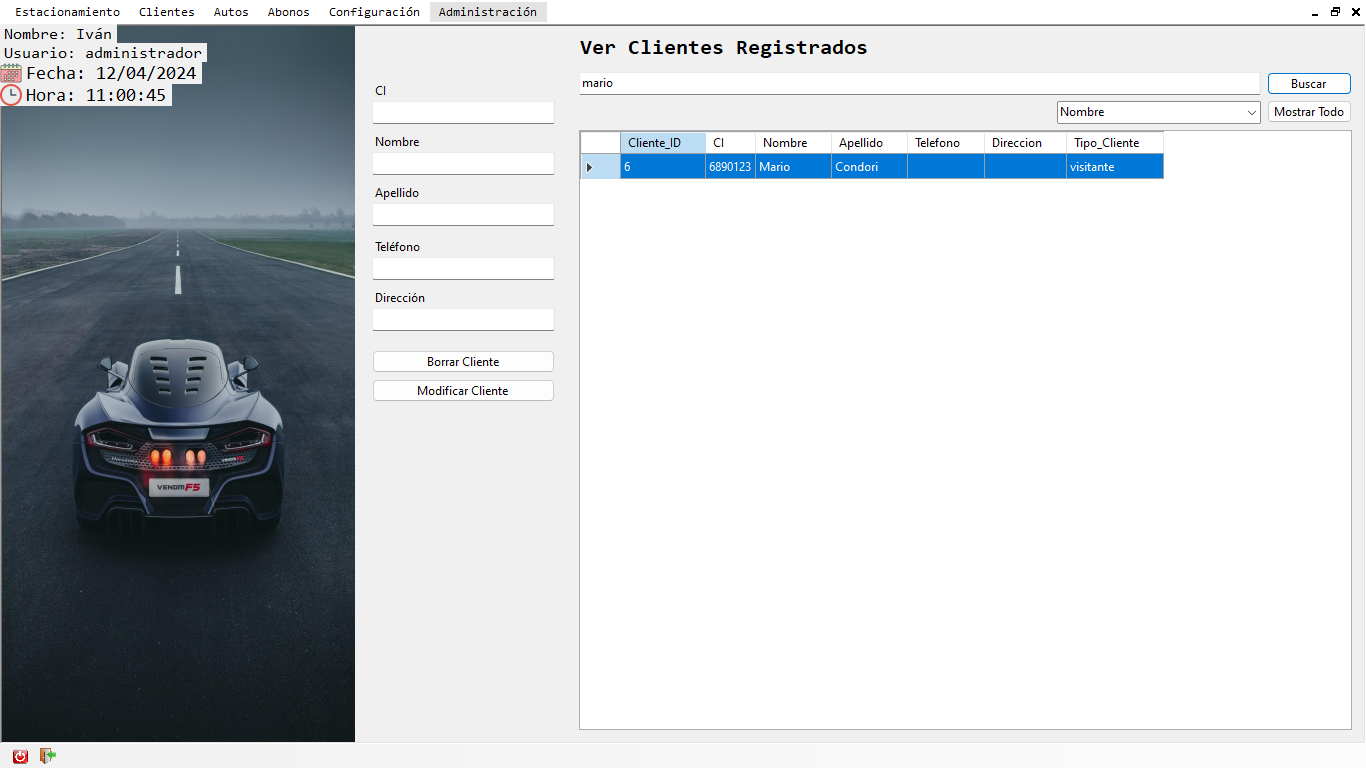 Estacionamiento Clientes Autos Abonos Configuración Administración
Nombre: Iván
Usuario: administrador
Fecha: 12/04/2024
Hora: 11:00:45
VENOM F5
CI
Nombre
Apellido
Teléfono
Dirección
Borrar Cliente
Modificar Cliente
Ver Clientes Registrados
mario Buscar
Nombre Mostrar Todo
Cliente_ID CI Nombre Apellido Telefono Direccion Tipo_Cliente
6 6890123 Mario Condori visitante